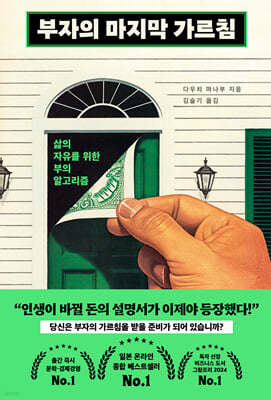 부자의 마지막 가르침
다우치 마나부 지음
김슬기 옮김
삶의
자유를 위한
부의
알고리즘
“인생이 바뀔 돈의 설명서가 이제야 등장했다!”
당신은 부자의 가르침을 받을 준비가 되어 있습니까?
출간 즉시
문학·경제경영
No.1
일본 온라인
종합 베스트셀러
No.1
독자 선정
비즈니스 도서
그랑프리 2024
No.1